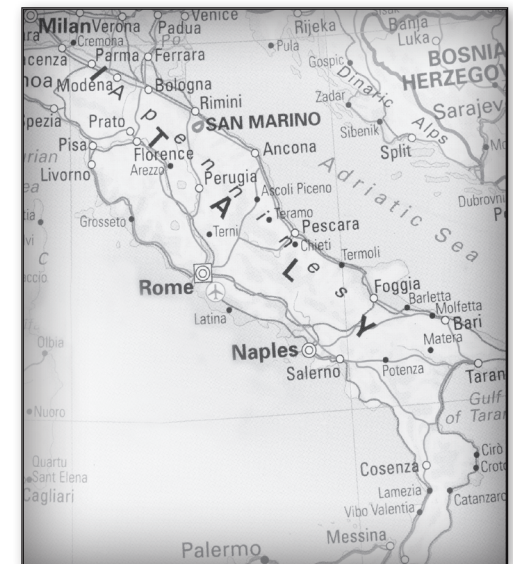 Venice
Milan
Verona
Padua
Rijeka
Banja
Luka
Cremona
Po
Pula
Parma
Ferrara
Gospic
BOSNIA
Modena
Bologna
Zadar
Dinaric Alps
Rimini
Sarajev
Prato
SAN MARINO
Sibenik
Split
Pisa
Florence
Arezzo
Ancona
Livorno
Perugia
Adriatic Sea
Ascoli Piceno
Dubrovni
Grosseto
Teramo
Terni
Pescara
Chieti
ITALY
Apennines
Termoli
Rome
Foggia
Barletta
Molfetta
Latina
Bari
Matera
Olbia
Naples
Salerno
Potenza
Taran
Gulf
of Taran
Nuoro
Cirò
Quartu
Sant Elena
Cosenza
Croto
Cagliari
Lamezia
Catanzaro
Vibo Valentia
Messina
Palermo